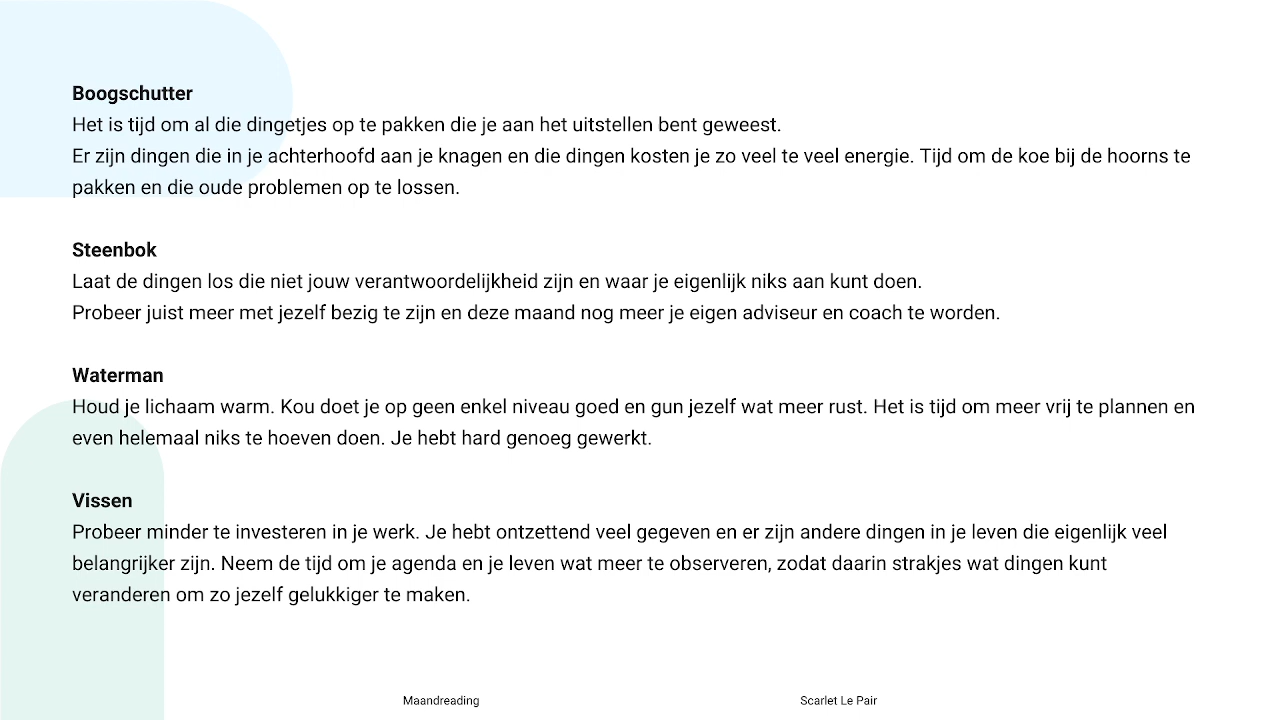 Boogschutter
Het is tijd om al die dingetjes op te pakken die je aan het uitstellen bent geweest.
Er zijn dingen die in je achterhoofd aan je knagen en die dingen kosten je zo veel te veel energie. Tijd om de koe bij de hoorns te
pakken en die oude problemen op te lossen.
Steenbok
Laat de dingen los die niet jouw verantwoordelijkheid zijn en waar je eigenlijk niks aan kunt doen.
Probeer juist meer met jezelf bezig te zijn en deze maand nog meer je eigen adviseur en coach te worden.
Waterman
Houd je lichaam warm. Kou doet je op geen enkel niveau goed en gun jezelf wat meer rust. Het is tijd om meer vrij te plannen en
even helemaal niks te hoeven doen. Je hebt hard genoeg gewerkt.
Vissen
Probeer minder te investeren in je werk. Je hebt ontzettend veel gegeven en er zijn andere dingen in je leven die eigenlijk veel
belangrijker zijn. Neem de tijd om je agenda en je leven wat meer te observeren, zodat daarin strakjes wat dingen kunt
veranderen om zo jezelf gelukkiger te maken.
Maandreading
Scarlet Le Pair